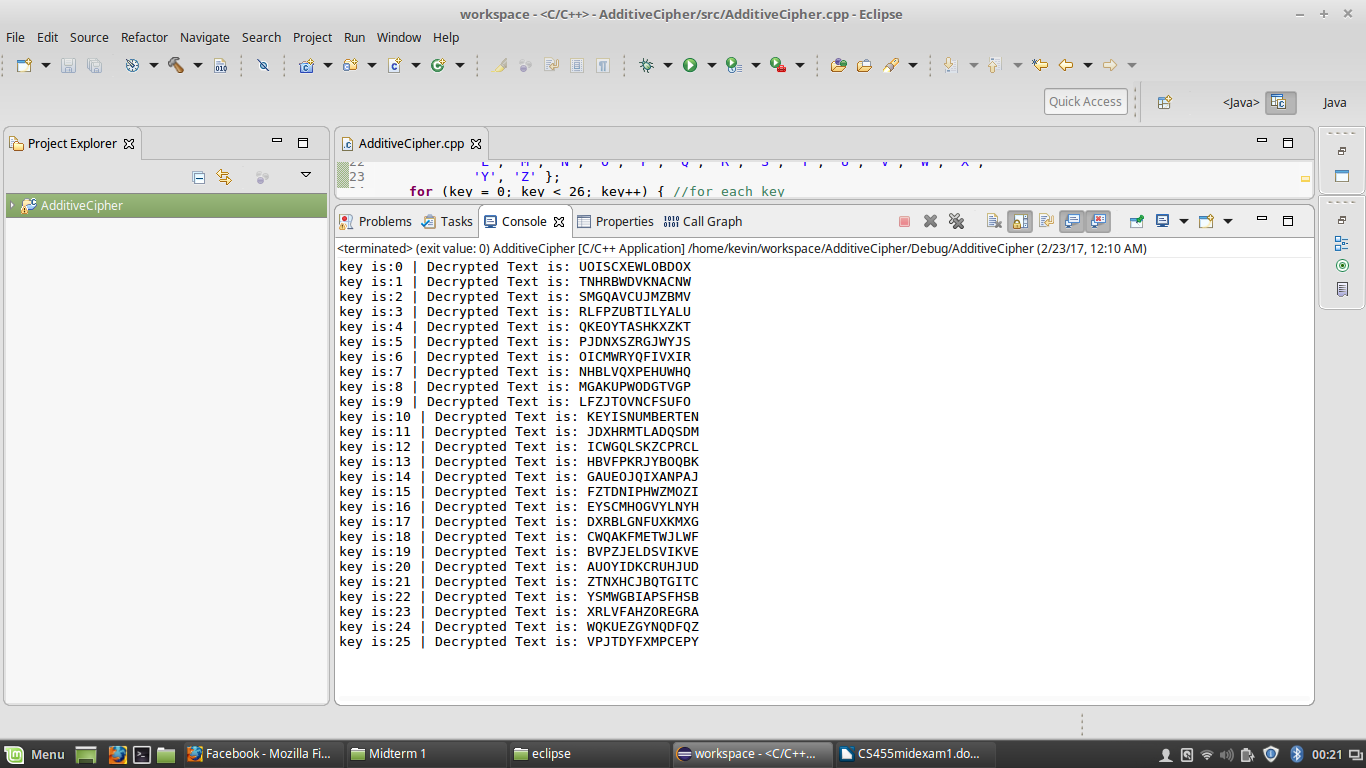 workspace - <C/C++> - AdditiveCipher/src/AdditiveCipher.cpp - Eclipse
File Edit Source Refactor Navigate Search Project Run Window Help
010
Quick Access
<Java>
Java
Project Explorer
AdditiveCipher.cpp
23 'Y', 'Z' };
for (key = 0; key < 26; key++) { //for each key
AdditiveCipher
Problems Tasks Console Properties Call Graph
<terminated> (exit value: 0) AdditiveCipher [C/C++ Application] /home/kevin/workspace/AdditiveCipher/Debug/AdditiveCipher (2/23/17, 12:10 AM)
key is:0 | Decrypted Text is: UOISCXEWLOBDOX
key is:1 | Decrypted Text is: TNHRBWDVKNACNW
key is:2 | Decrypted Text is: SMGQAVCUJMZBMV
key is:3 | Decrypted Text is: RLFPZUBTILYALU
key is:4 | Decrypted Text is: QKEOYTASHKXZKT
key is:5 | Decrypted Text is: PJDNXSZRGJWYJS
key is:6 | Decrypted Text is: OICMWRYQFIVXIR
key is:7 | Decrypted Text is: NHBLVQXPEHUWHQ
key is:8 | Decrypted Text is: MGAKUPWODGTVGP
key is:9 | Decrypted Text is: LFZJTOVNCFSUFO
key is:10 | Decrypted Text is: KEYISNUMBERTEN
key is:11 | Decrypted Text is: JDXHRMTLADQSDM
key is:12 | Decrypted Text is: ICWGQLSKZCPRCL
key is:13 | Decrypted Text is: HBVFPKRJYBOQBK
key is:14 | Decrypted Text is: GAUEOJQIXANPAJ
key is:15 | Decrypted Text is: FZTDNIPHWZMOZI
key is:16 | Decrypted Text is: EYSCMHOGVYLNYH
key is:17 | Decrypted Text is: DXRBLGNFUXKMXG
key is:18 | Decrypted Text is: CWQAKFMETWJLWF
key is:19 | Decrypted Text is: BVPZJELDSVIKVE
key is:20 | Decrypted Text is: AUOYIDKCRUHJUD
key is:21 | Decrypted Text is: ZTNXHCJBQTGITC
key is:22 | Decrypted Text is: YSMWGBIAPSFHSB
key is:23 | Decrypted Text is: XRLVFAHZOREGRA
key is:24 | Decrypted Text is: WQKUEZGYNQDFQZ
key is:25 | Decrypted Text is: VPJTDYFXMPCEPY
Menu Facebook - Mozilla Fi... Midterm 1 eclipse workspace - <C/C++... CS455midexam1.do... 00:21